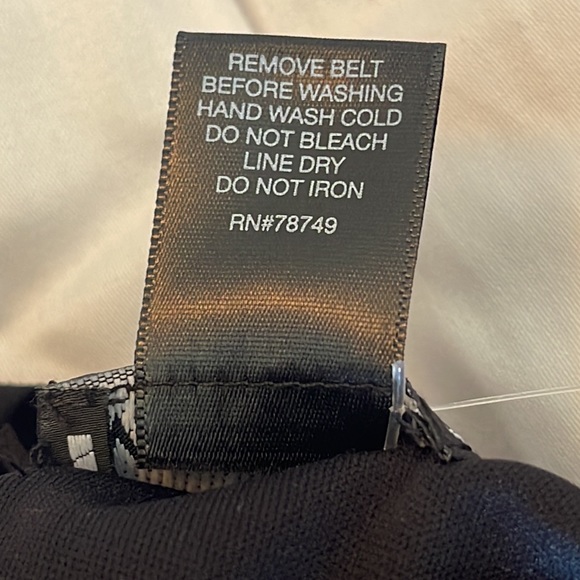 REMOVE BELT
BEFORE WASHING
HAND WASH COLD
DO NOT BLEACH
LINE DRY
DO NOT IRON
RN#78749